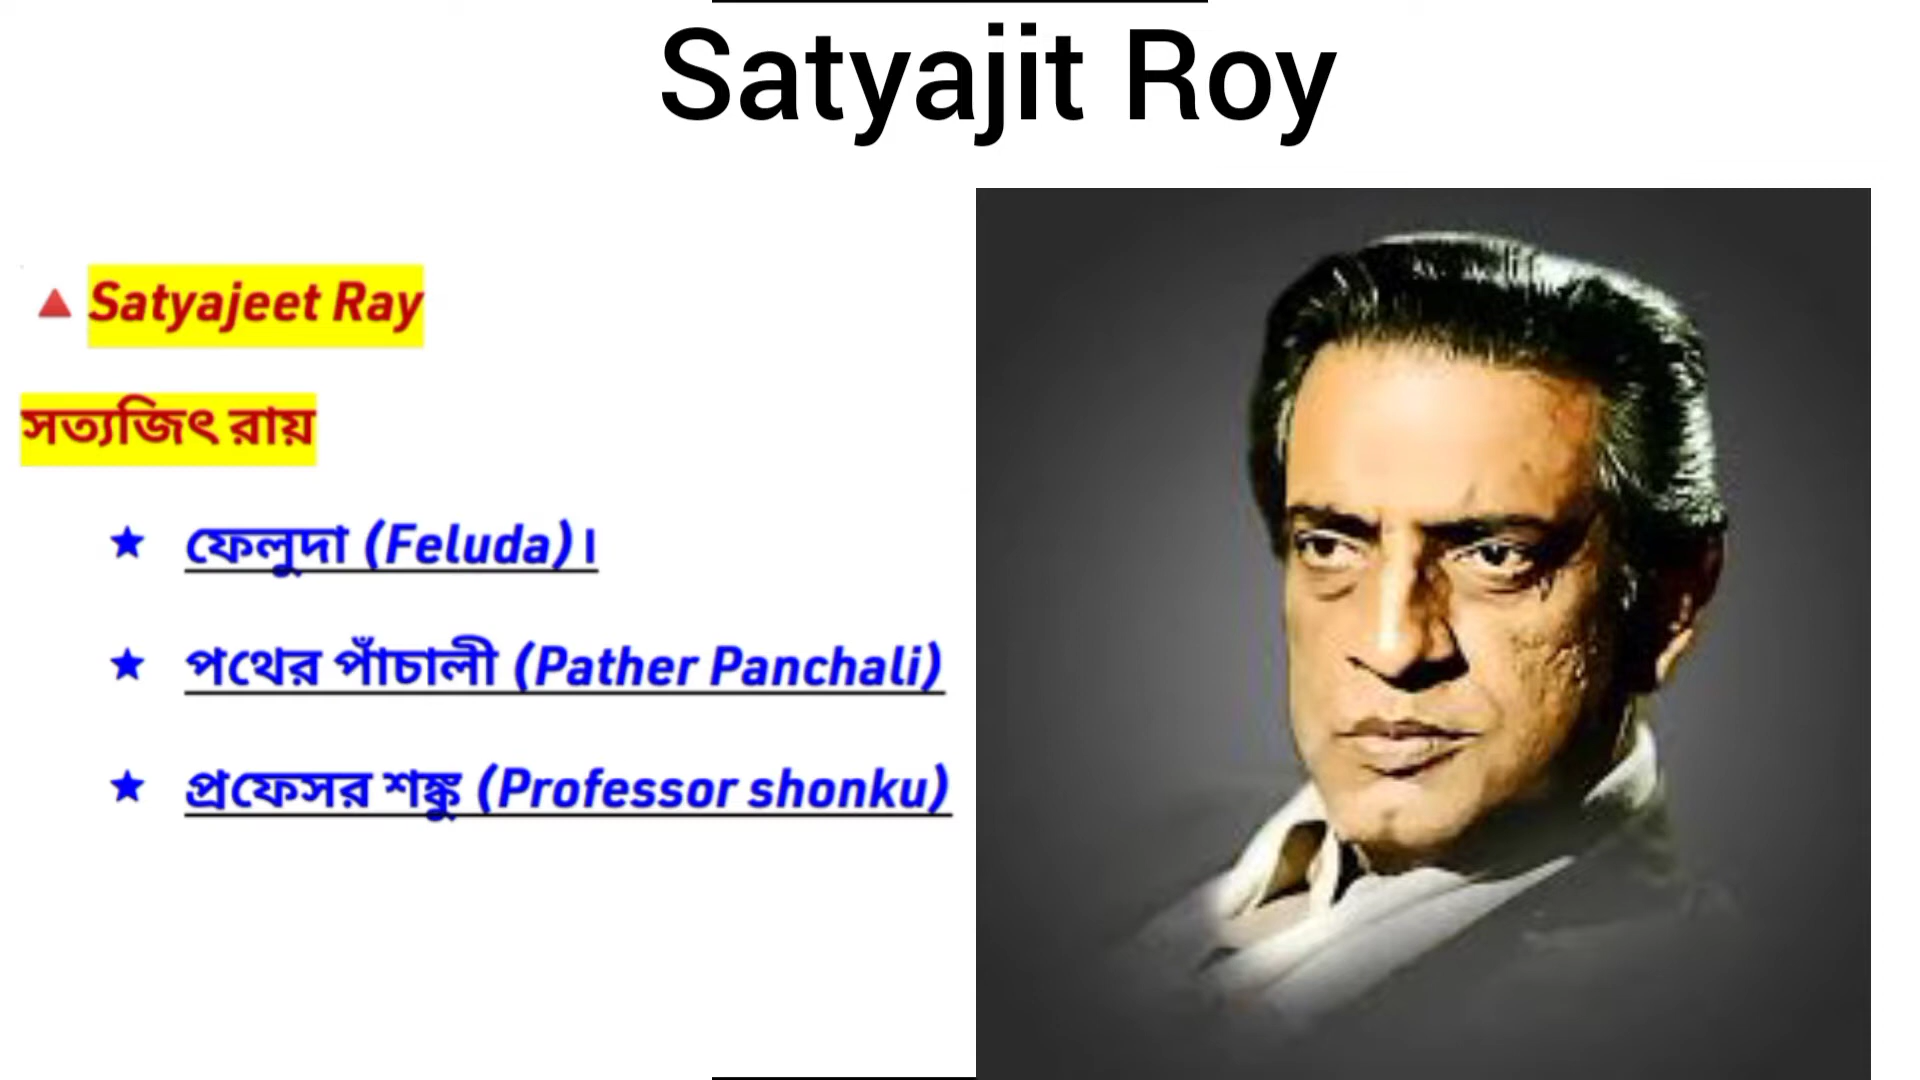 Satyajit Roy
🔺Satyajeet Ray
সত্যজিৎ রায়
★ ফেলুদা (Feluda)।
★ পথের পাঁচালী (Pather Panchali)
★ প্রফেসর শঙ্কু (Professor shonku)